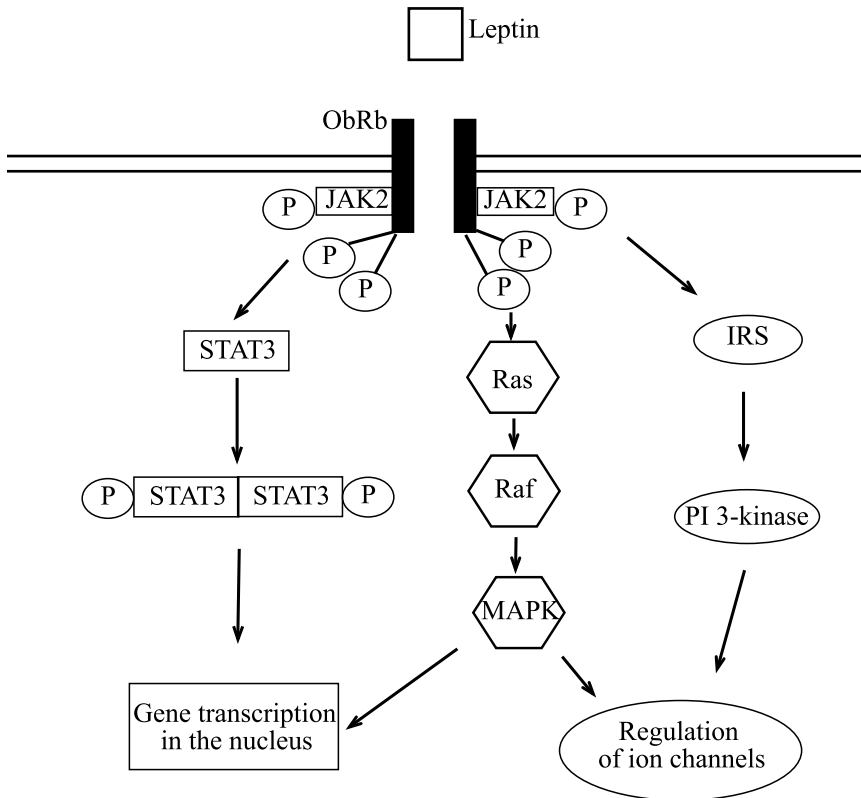 Leptin
ObRb
P
JAK2
JAK2
P
P
P
P
P
STAT3
Ras
IRS
P
STAT3
STAT3
P
Raf
PI 3-kinase
MAPK
Gene transcription
in the nucleus
Regulation
of ion channels